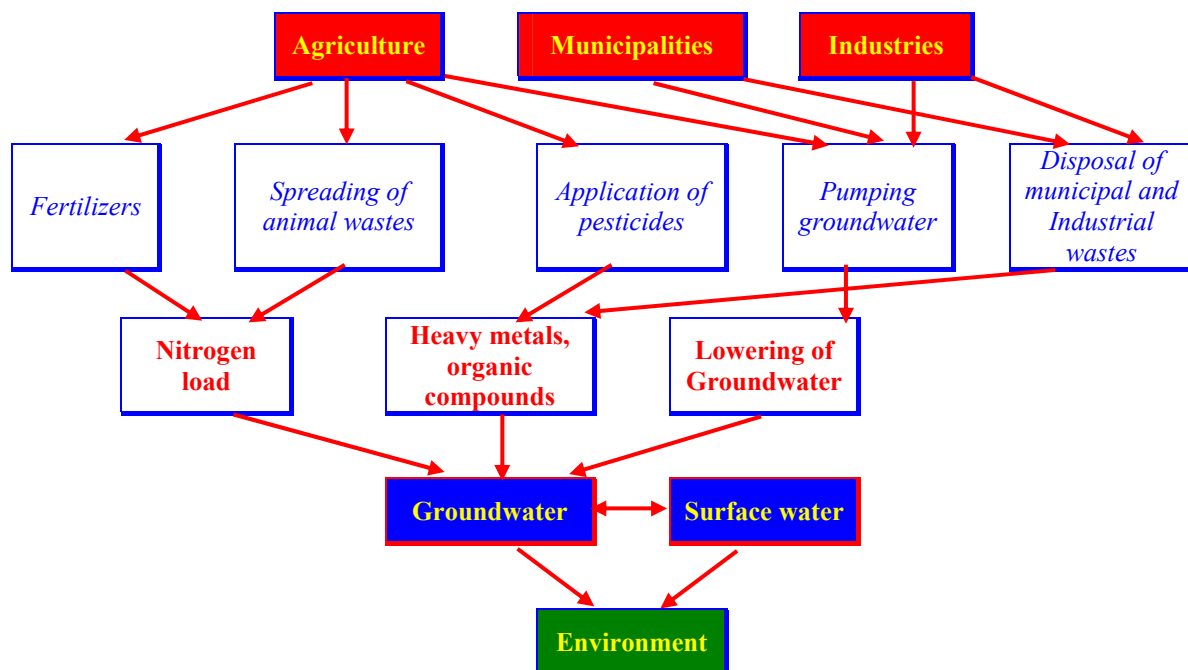 Agriculture
Municipalities
Industries
Fertilizers
Spreading of
animal wastes
Application of
pesticides
Pumping
groundwater
Disposal of
municipal and
Industrial
wastes
Nitrogen
load
Heavy metals,
organic
compounds
Lowering of
Groundwater
Groundwater
Surface water
Environment